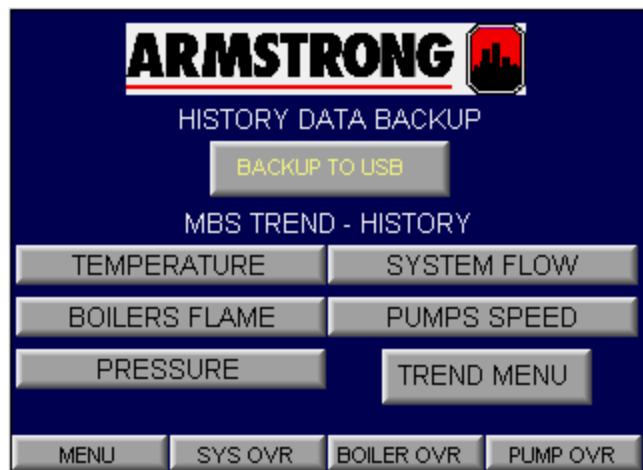 ARMSTRONG
HISTORY DATA BACKUP
BACKUP TO USB
MBS TREND - HISTORY
TEMPERATURE SYSTEM FLOW
BOILERS FLAME PUMPS SPEED
PRESSURE TREND MENU
MENU SYS OVR BOILER OVR PUMP OVR